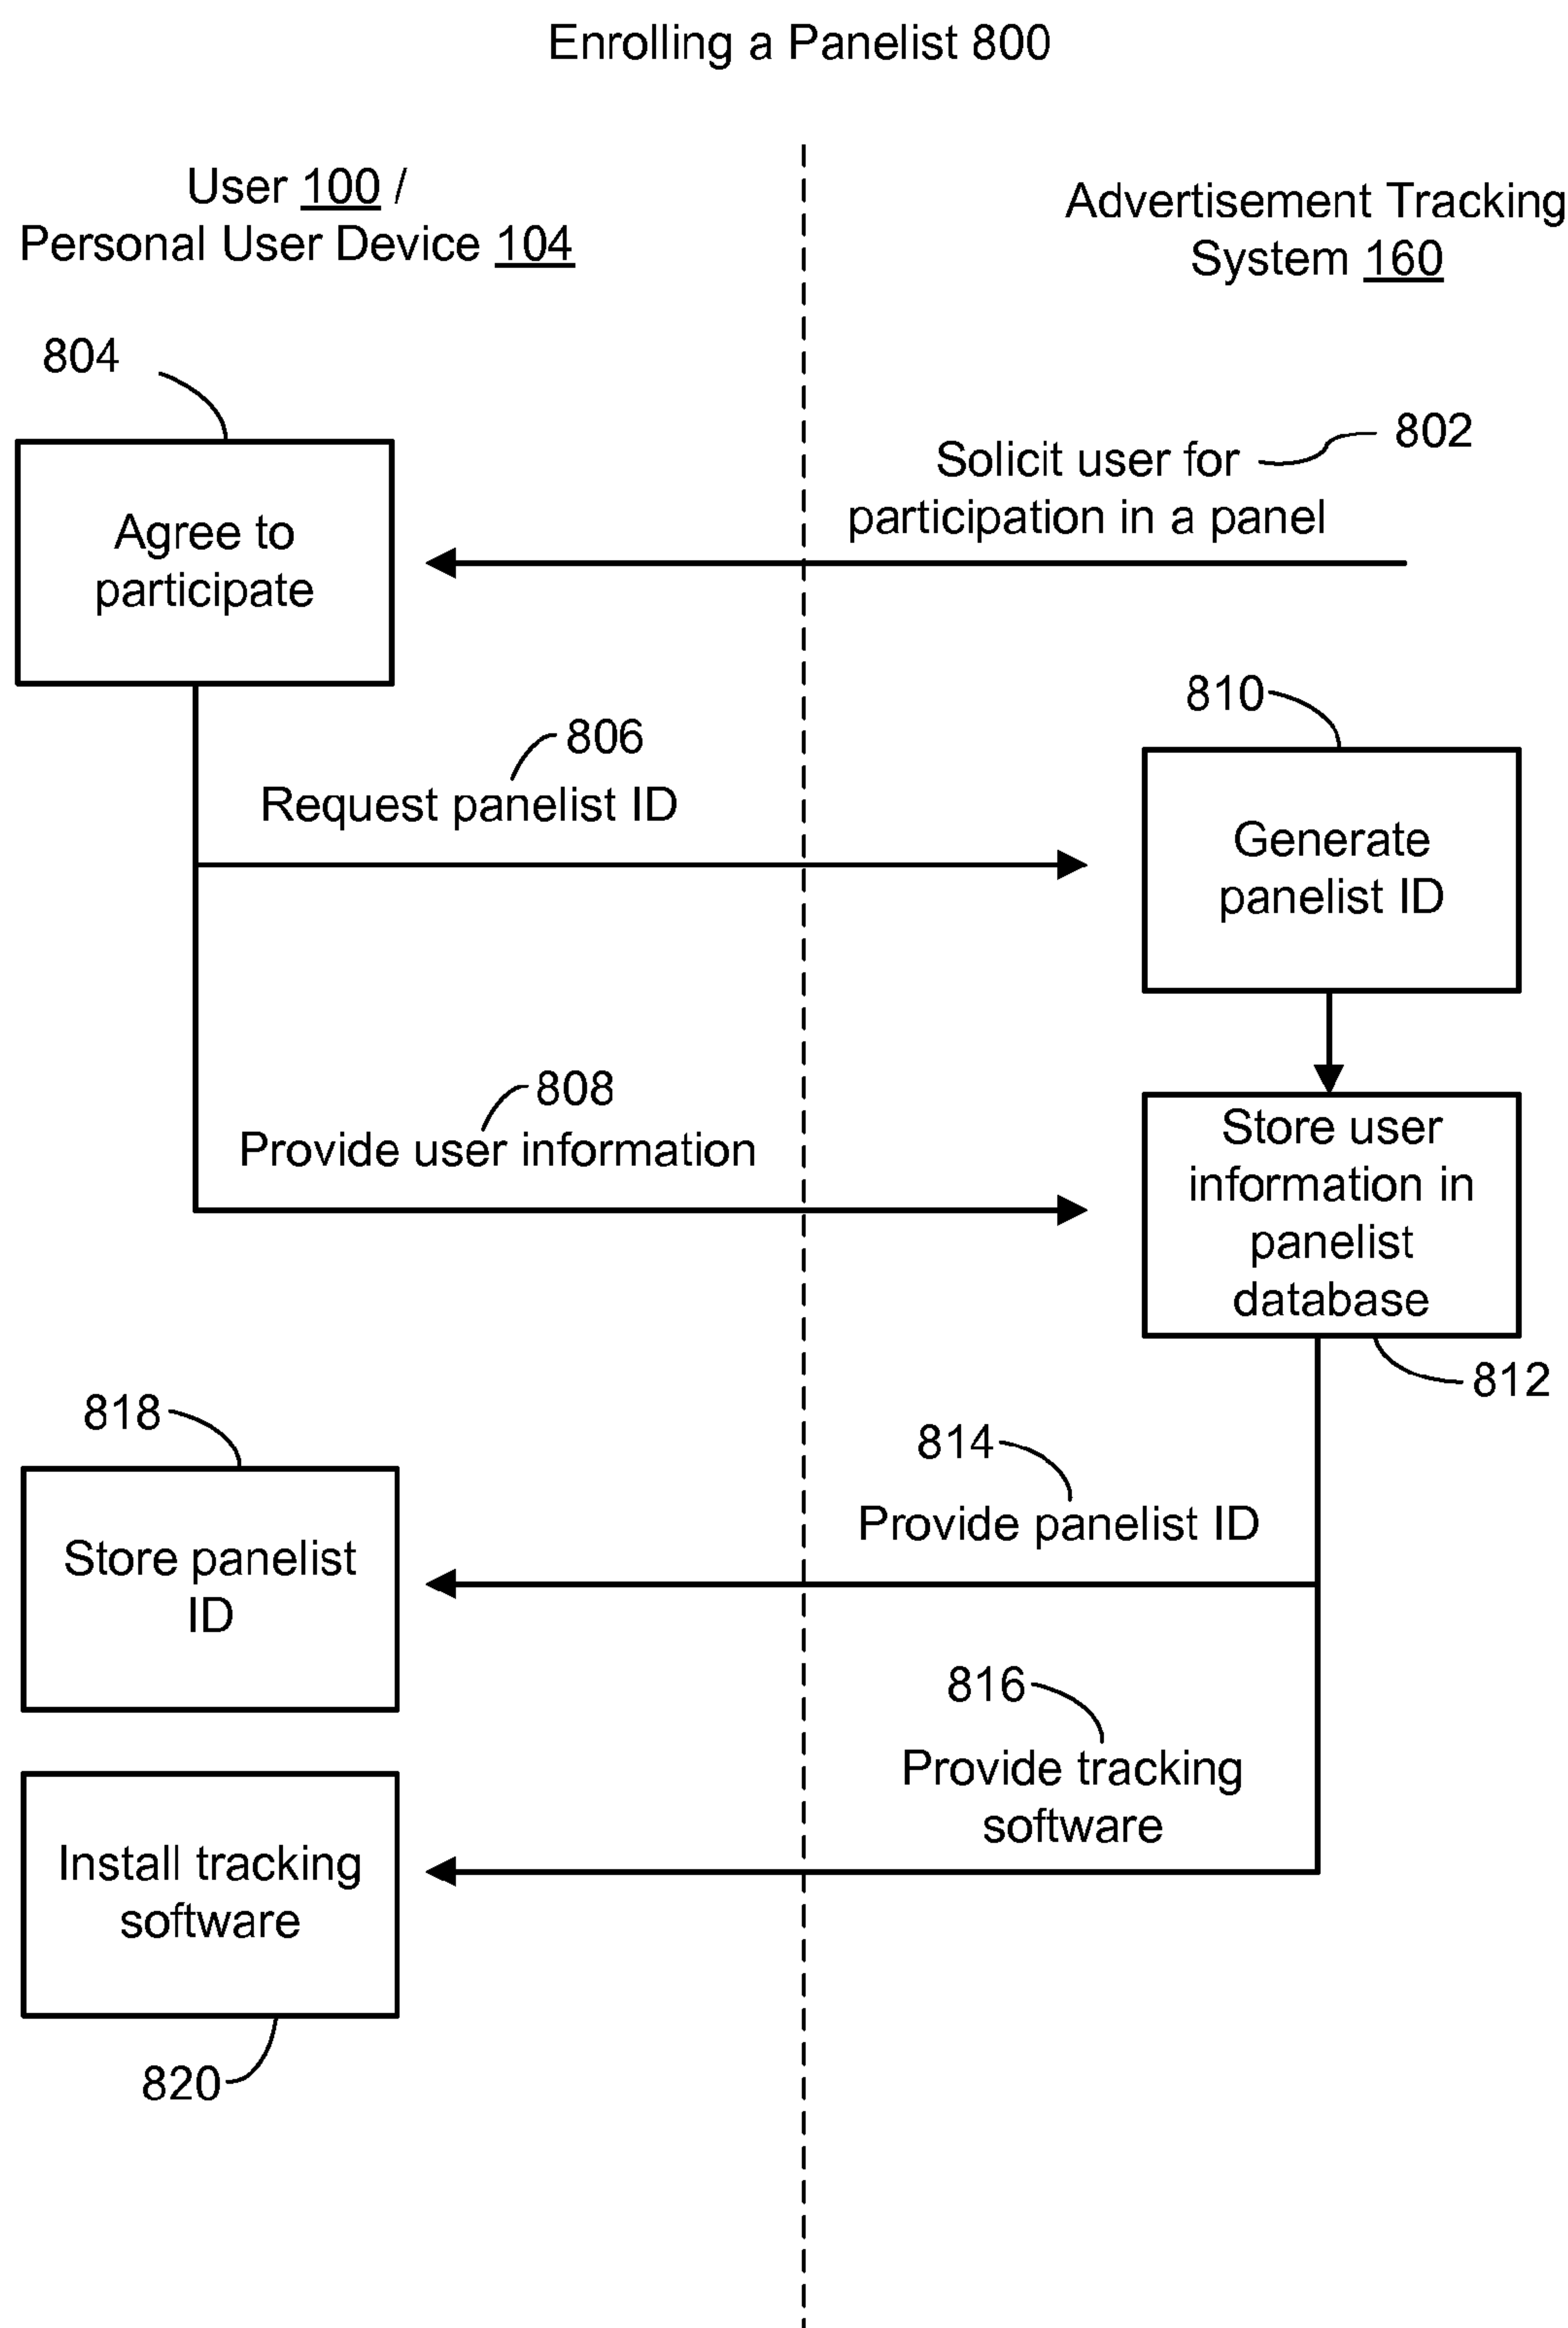 Enrolling a Panelist 800
User 100 /
Personal User Device 104
Advertisement Tracking
System 160
804
Agree to
participate
802
Solicit user for
participation in a panel
806
Request panelist ID
810
Generate
panelist ID
808
Provide user information
Store user
information in
panelist
database
812
818
Store panelist
ID
814
Provide panelist ID
816
Provide tracking
software
Install tracking
software
820